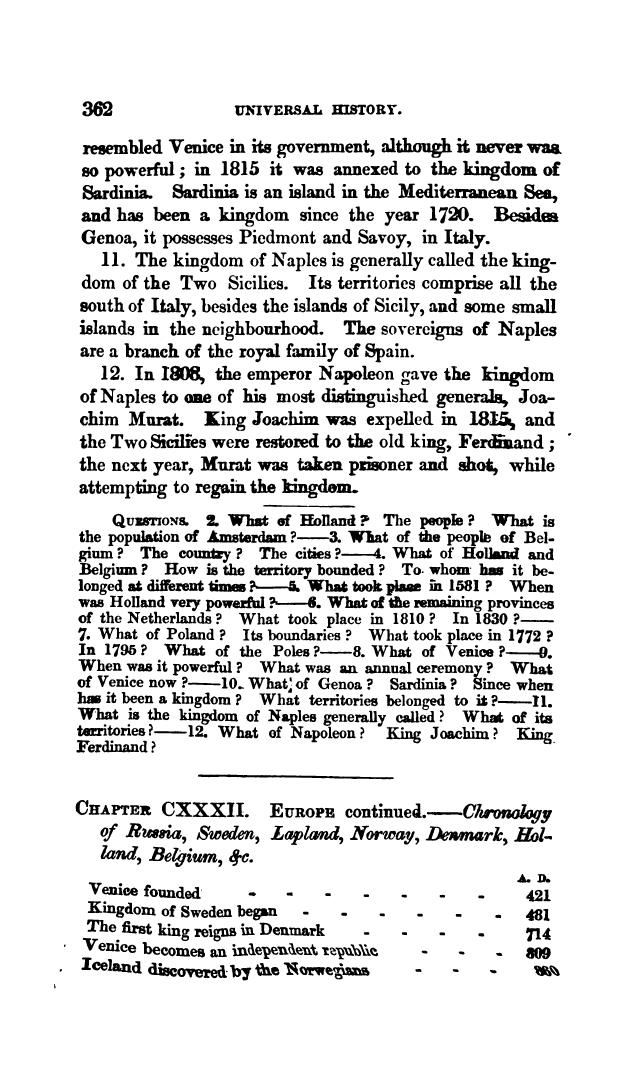 362 UNIVERSAL HISTORY.
resembled Venice in its government, although it never was
so powerful; in 1815 it was annexed to the kingdom of
Sardinia. Sardinia is an island in the Mediterranean Sea,
and has been a kingdom since the year 1720. Besides
Genoa, it possesses Piedmont and Savoy, in Italy.
11. The kingdom of Naples is generally called the king-
dom of the Two Sicilies. Its territories comprise all the
south of Italy, besides the islands of Sicily, and some small
islands in the neighbourhood. The sovereigns of Naples
are a branch of the royal family of Spain.
12. In 1808, the emperor Napoleon gave the kingdom
of Naples to one of his most distinguished generals, Joa-
chim Murat. King Joachim was expelled in 1815, and
the Two Sicilies were restored to the old king, Ferdinand;
the next year, Murat was taken prisoner and shot, while
attempting to regain the kingdom.
QUESTIONS. 2. What of Holland? The people? What is
the population of Amsterdam?——3. What of the people of Bel-
gium? The country? The cities?——4. What of Holland and
Belgium? How is the territory bounded? To whom has it be-
longed at different times?——5. What took place in 1581? When
was Holland very powerful?——6. What of the remaining provinces
of the Netherlands? What took place in 1810? In 1830?——
7. What of Poland? Its boundaries? What took place in 1772?
In 1795? What of the Poles?——8. What of Venice?——9.
When was it powerful? What was an annual ceremony? What
of Venice now?——10. What of Genoa? Sardinia? Since when
has it been a kingdom? What territories belonged to it?——11.
What is the kingdom of Naples generally called? What of its
territories?——12. What of Napoleon? King Joachim? King
Ferdinand?
CHAPTER CXXXII. EUROPE continued.——Chronology
of Russia, Sweden, Lapland, Norway, Denmark, Hol-
land, Belgium, &c.
A. D.
Venice founded - - - - - - - 421
Kingdom of Sweden began - - - - - - 481
The first king reigns in Denmark - - - - 714
Venice becomes an independent republic - - - 809
Iceland discovered by the Norwegians - - - 860